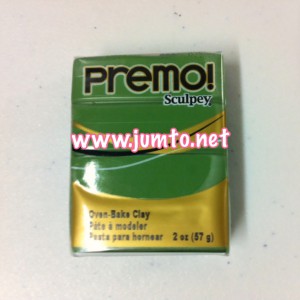 Premo!
Sculpey
www.jumto.net
Oven-Bake Clay
Pâte à modeler
Pasta para hornear 2 oz (57 g)